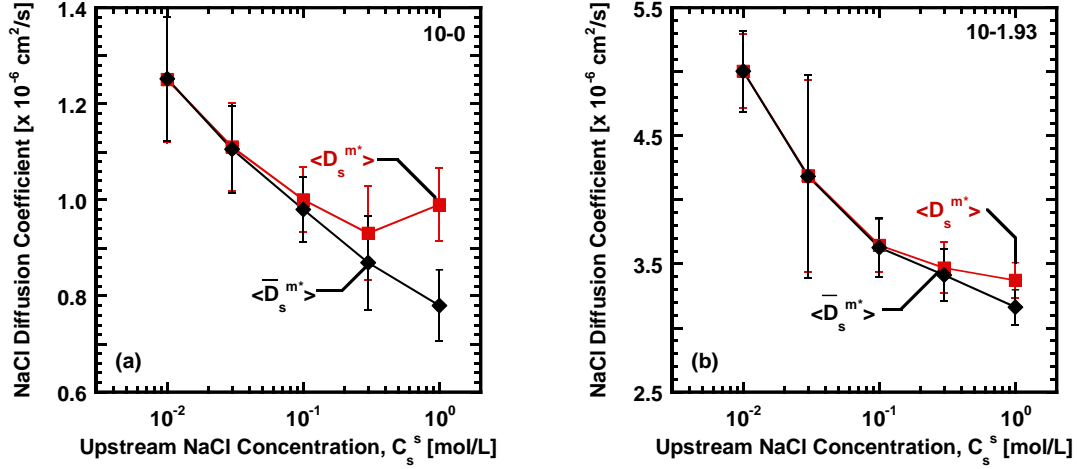 NaCl Diffusion Coefficient [x 10⁻⁶ cm²/s]
1.4
1.2
1.0
0.8
0.6
10-0
<Dₛᵐ*>
<D̅ₛᵐ*>
(a)
10⁻²
10⁻¹
10⁰
Upstream NaCl Concentration, Cₛˢ [mol/L]
NaCl Diffusion Coefficient [x 10⁻⁶ cm²/s]
5.5
4.5
3.5
2.5
10-1.93
<Dₛᵐ*>
<D̅ₛᵐ*>
(b)
10⁻²
10⁻¹
10⁰
Upstream NaCl Concentration, Cₛˢ [mol/L]